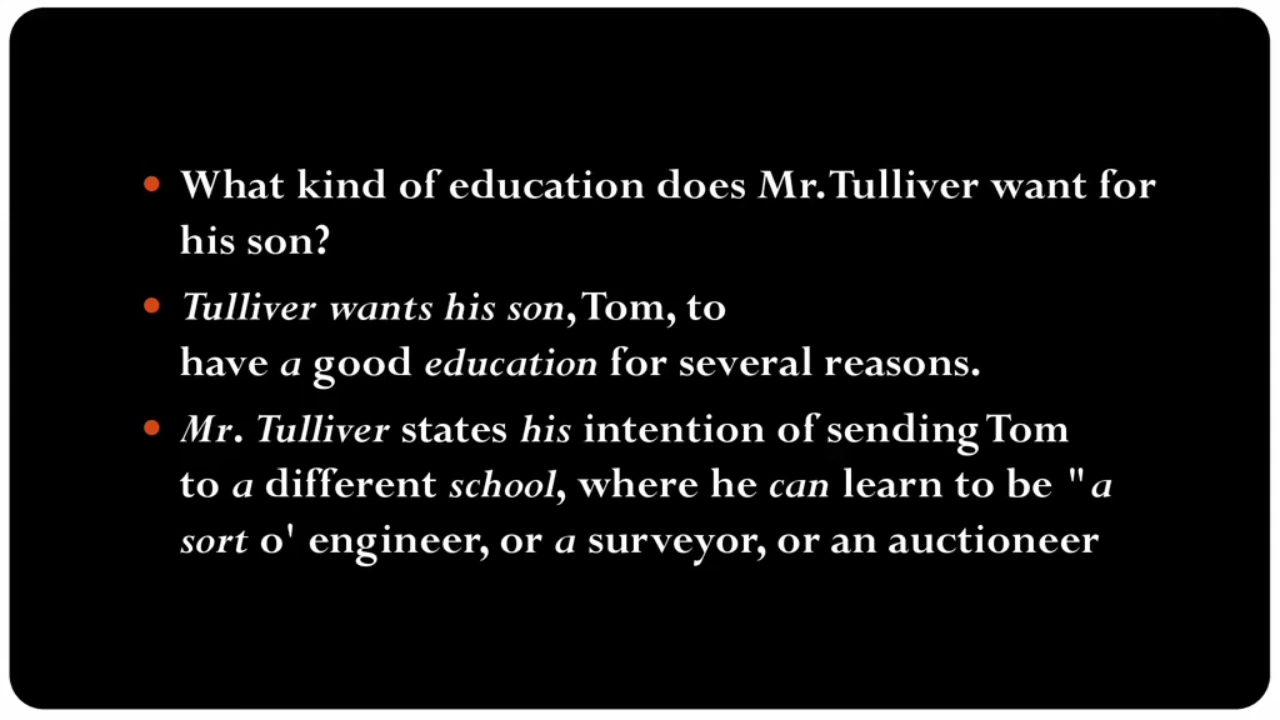 • What kind of education does Mr. Tulliver want for
his son?
• Tulliver wants his son, Tom, to
have a good education for several reasons.
• Mr. Tulliver states his intention of sending Tom
to a different school, where he can learn to be "a
sort o' engineer, or a surveyor, or an auctioneer